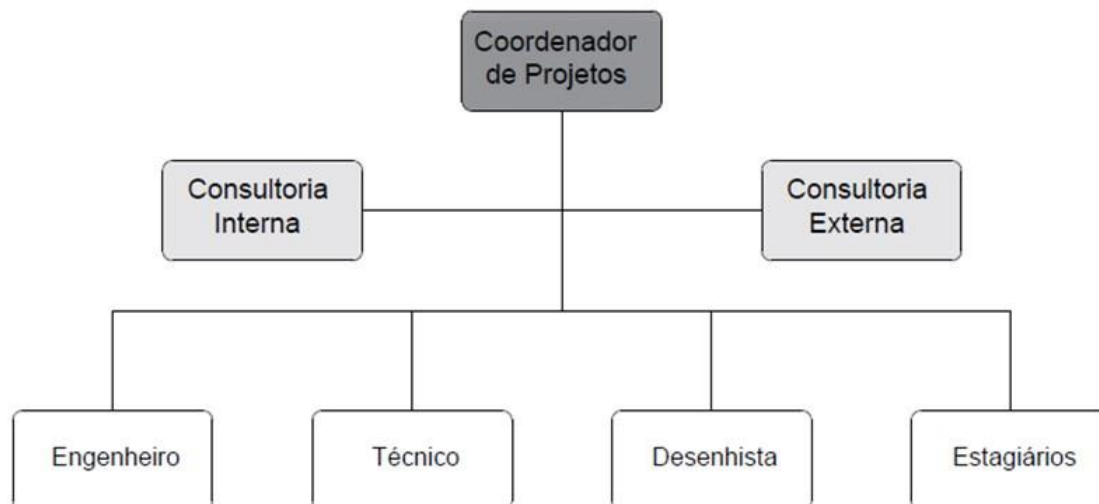 Coordenador
de Projetos
Consultoria
Interna
Consultoria
Externa
Engenheiro
Técnico
Desenhista
Estagiários